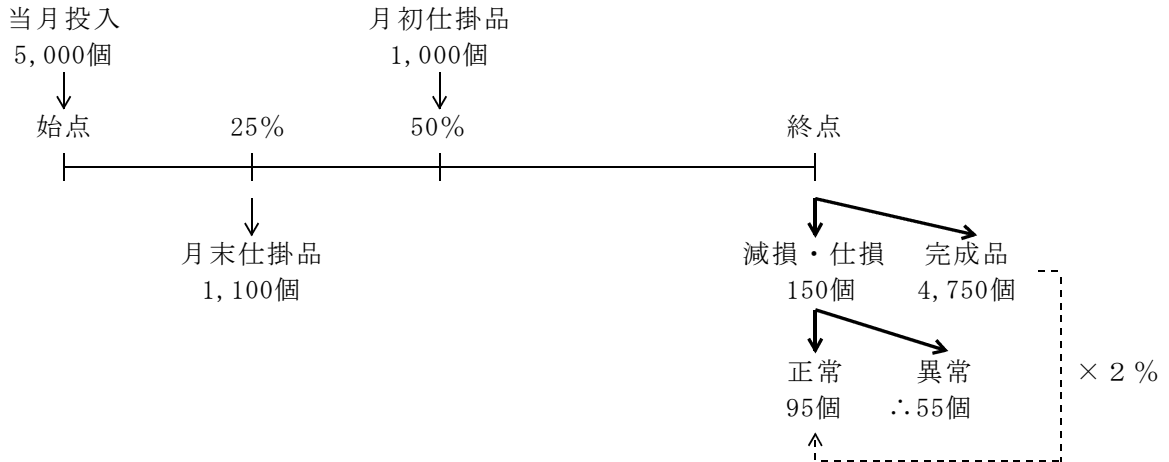 当月投入 月初仕掛品
5,000個 1,000個
始点 25% 50% 終点
月末仕掛品 減損・仕損 完成品
1,100個 150個 4,750個
正常 異常 ×２%
95個 ∴55個